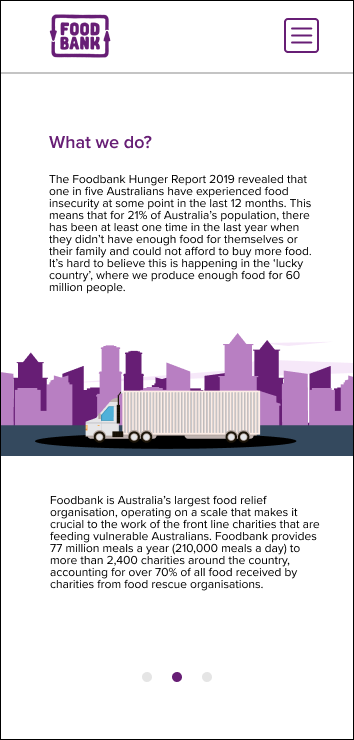 FOOD
BANK
What we do?
The Foodbank Hunger Report 2019 revealed that
one in five Australians have experienced food
insecurity at some point in the last 12 months. This
means that for 21% of Australia's population, there
has been at least one time in the last year when
they didn't have enough food for themselves or
their family and could not afford to buy more food.
It's hard to believe this is happening in the 'lucky
country', where we produce enough food for 60
million people.
Foodbank is Australia's largest food relief
organisation, operating on a scale that makes it
crucial to the work of the front line charities that are
feeding vulnerable Australians. Foodbank provides
77 million meals a year (210,000 meals a day) to
more than 2,400 charities around the country,
accounting for over 70% of all food received by
charities from food rescue organisations.